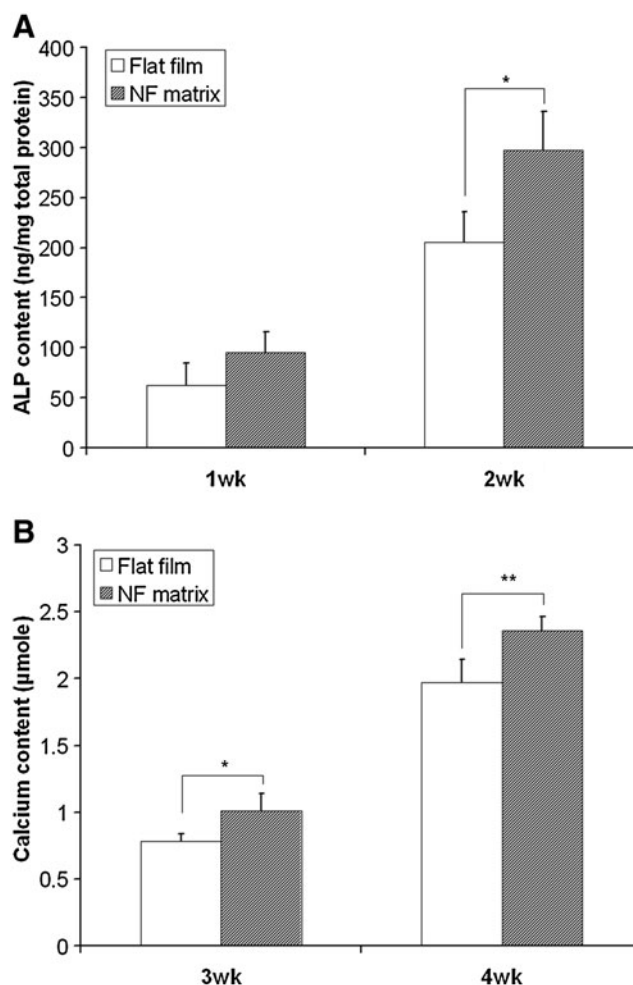 A
ALP content (ng/mg total protein)
400
350
300
250
200
150
100
50
0
Flat film
NF matrix
*
1wk 2wk
B
Calcium content (µmole)
3
2.5
2
1.5
1
0.5
0
Flat film
NF matrix
**
*
3wk 4wk